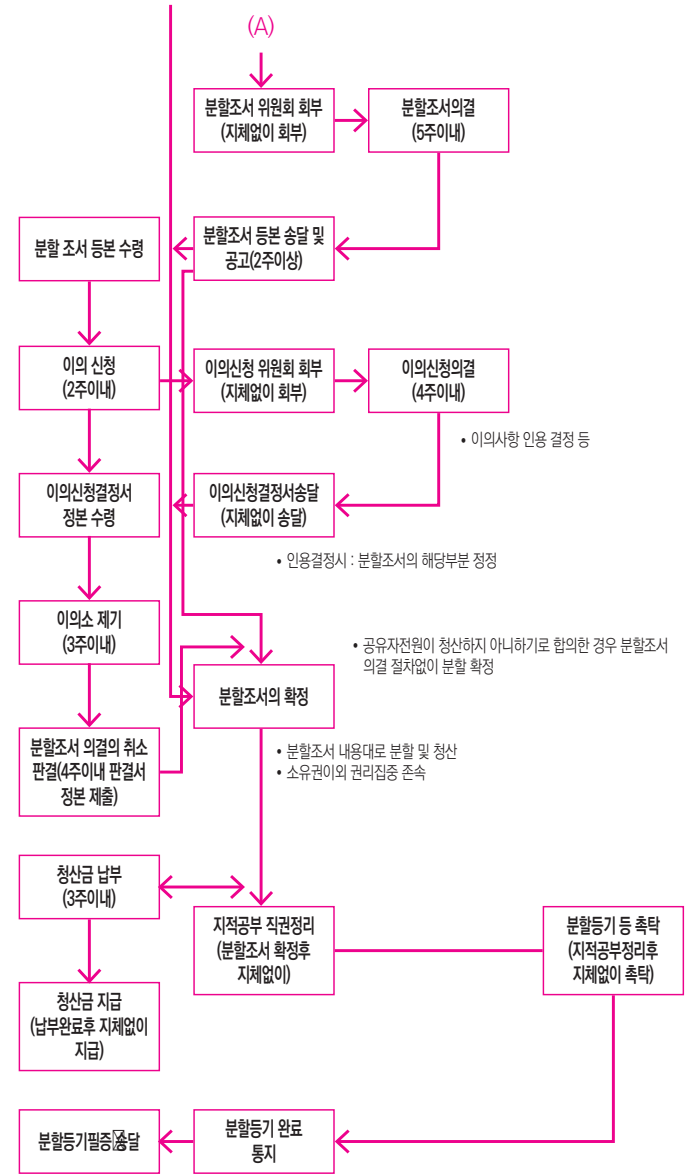 (A)
분할조서 위원회 회부
(지체없이 회부)
분할조서의결
(5주이내)
분할 조서 등본 수령
분할조서 등본 송달 및
공고(2주이상)
이의 신청
(2주이내)
이의신청 위원회 회부
(지체없이 회부)
이의신청의결
(4주이내)
• 이의사항 인용 결정 등
이의신청결정서
정본 수령
이의신청결정서송달
(지체없이 송달)
• 인용결정시 : 분할조서의 해당부분 정정
이의소 제기
(3주이내)
• 공유자전원이 청산하지 아니하기로 합의한 경우 분할조서
의결 절차없이 분할 확정
분할조서의 확정
분할조서 의결의 취소
판결(4주이내 판결서
정본 제출)
• 분할조서 내용대로 분할 및 청산
• 소유권이외 권리집중 존속
청산금 납부
(3주이내)
지적공부 직권정리
(분할조서 확정후
지체없이)
분할등기 등 촉탁
(지적공부정리후
지체없이 촉탁)
청산금 지급
(납부완료후 지체없이
지급)
분할등기필증송달
분할등기 완료
통지